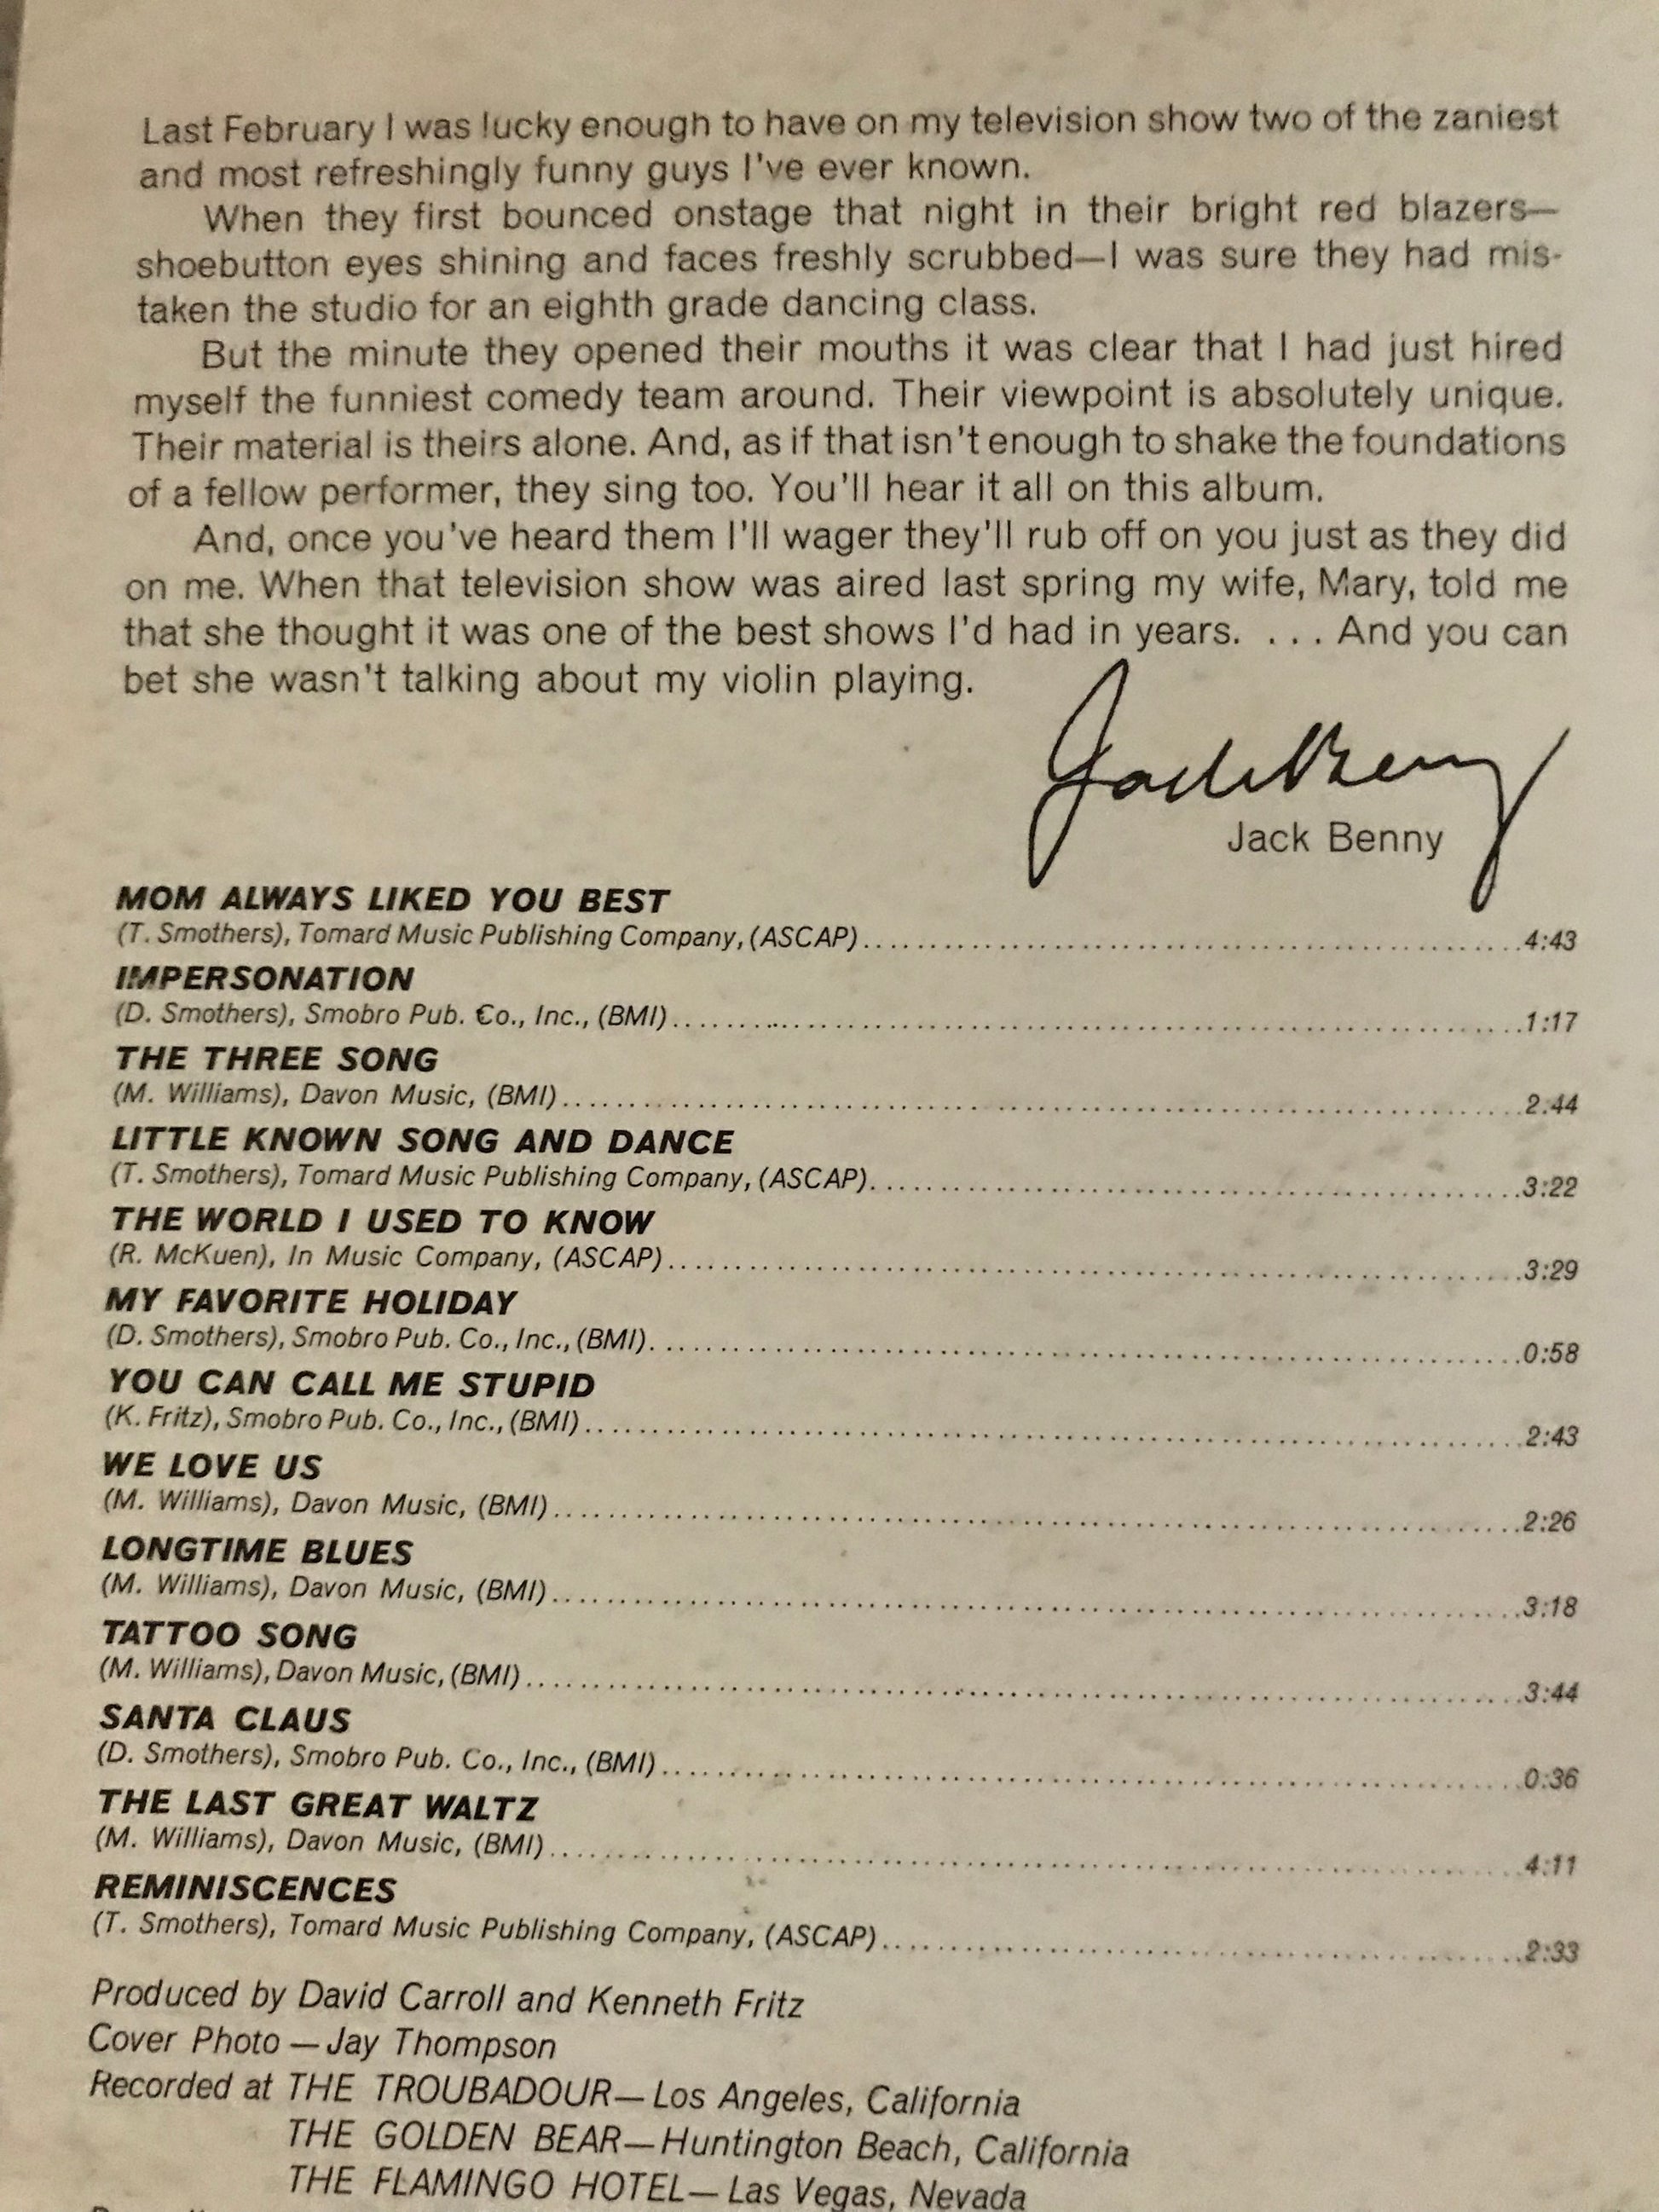 Last February I was lucky enough to have on my television show two of the zaniest
and most refreshingly funny guys I've ever known.
When they first bounced onstage that night in their bright red blazers—
shoebutton eyes shining and faces freshly scrubbed—I was sure they had mis-
taken the studio for an eighth grade dancing class.
But the minute they opened their mouths it was clear that I had just hired
myself the funniest comedy team around. Their viewpoint is absolutely unique.
Their material is theirs alone. And, as if that isn't enough to shake the foundations
of a fellow performer, they sing too. You'll hear it all on this album.
And, once you've heard them I'll wager they'll rub off on you just as they did
on me. When that television show was aired last spring my wife, Mary, told me
that she thought it was one of the best shows I'd had in years. . . . And you can
bet she wasn't talking about my violin playing.
Jack Benny
Jack Benny
MOM ALWAYS LIKED YOU BEST
(T. Smothers), Tomard Music Publishing Company, (ASCAP)........4:43
IMPERSONATION
(D. Smothers), Smobro Pub. Co., Inc., (BMI)........1:17
THE THREE SONG
(M. Williams), Davon Music, (BMI)........2:44
LITTLE KNOWN SONG AND DANCE
(T. Smothers), Tomard Music Publishing Company, (ASCAP)........3:22
THE WORLD I USED TO KNOW
(R. McKuen), In Music Company, (ASCAP)........3:29
MY FAVORITE HOLIDAY
(D. Smothers), Smobro Pub. Co., Inc., (BMI)........0:58
YOU CAN CALL ME STUPID
(K. Fritz), Smobro Pub. Co., Inc., (BMI)........2:43
WE LOVE US
(M. Williams), Davon Music, (BMI)........2:26
LONGTIME BLUES
(M. Williams), Davon Music, (BMI)........3:18
TATTOO SONG
(M. Williams), Davon Music, (BMI)........3:44
SANTA CLAUS
(D. Smothers), Smobro Pub. Co., Inc., (BMI)........0:36
THE LAST GREAT WALTZ
(M. Williams), Davon Music, (BMI)........4:11
REMINISCENCES
(T. Smothers), Tomard Music Publishing Company, (ASCAP)........2:33
Produced by David Carroll and Kenneth Fritz
Cover Photo — Jay Thompson
Recorded at THE TROUBADOUR—Los Angeles, California
THE GOLDEN BEAR—Huntington Beach, California
THE FLAMINGO HOTEL—Las Vegas, Nevada